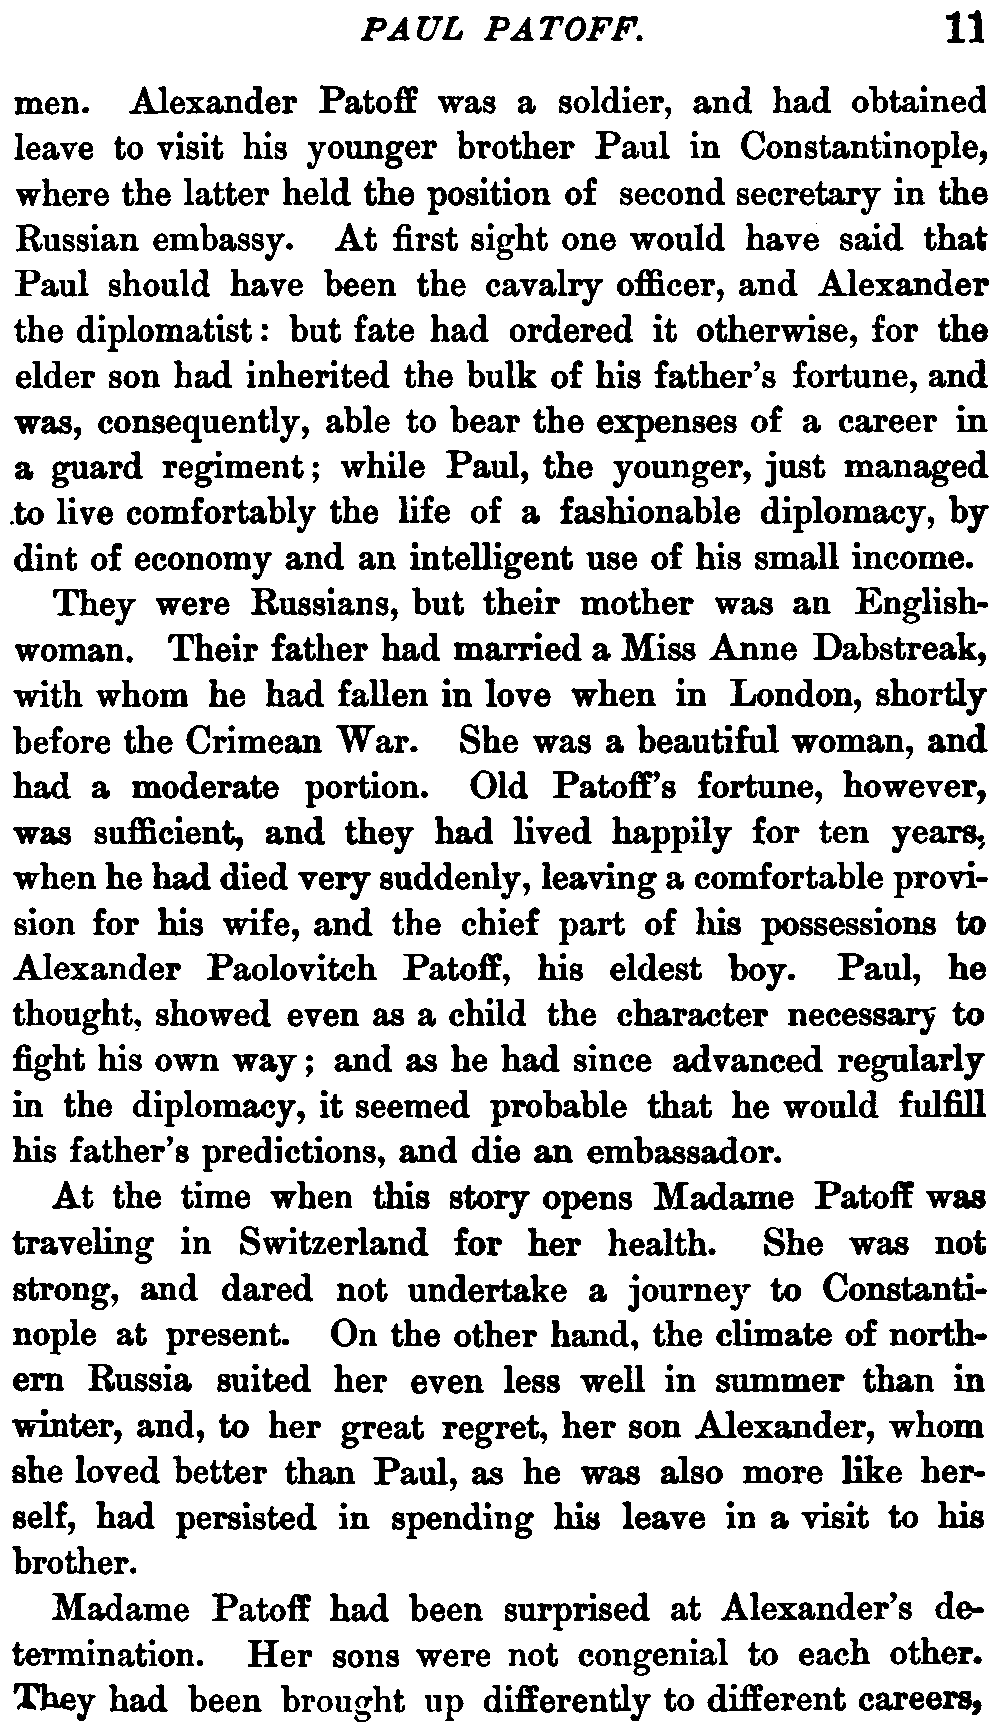 PAUL PATOFF. 11
men. Alexander Patoff was a soldier, and had obtained
leave to visit his younger brother Paul in Constantinople,
where the latter held the position of second secretary in the
Russian embassy. At first sight one would have said that
Paul should have been the cavalry officer, and Alexander
the diplomatist: but fate had ordered it otherwise, for the
elder son had inherited the bulk of his father's fortune, and
was, consequently, able to bear the expenses of a career in
a guard regiment; while Paul, the younger, just managed
to live comfortably the life of a fashionable diplomacy, by
dint of economy and an intelligent use of his small income.
They were Russians, but their mother was an English-
woman. Their father had married a Miss Anne Dabstreak,
with whom he had fallen in love when in London, shortly
before the Crimean War. She was a beautiful woman, and
had a moderate portion. Old Patoff's fortune, however,
was sufficient, and they had lived happily for ten years,
when he had died very suddenly, leaving a comfortable provi-
sion for his wife, and the chief part of his possessions to
Alexander Paolovitch Patoff, his eldest boy. Paul, he
thought, showed even as a child the character necessary to
fight his own way; and as he had since advanced regularly
in the diplomacy, it seemed probable that he would fulfill
his father's predictions, and die an embassador.
At the time when this story opens Madame Patoff was
traveling in Switzerland for her health. She was not
strong, and dared not undertake a journey to Constanti-
nople at present. On the other hand, the climate of north-
ern Russia suited her even less well in summer than in
winter, and, to her great regret, her son Alexander, whom
she loved better than Paul, as he was also more like her-
self, had persisted in spending his leave in a visit to his
brother.
Madame Patoff had been surprised at Alexander's de-
termination. Her sons were not congenial to each other.
They had been brought up differently to different careers,